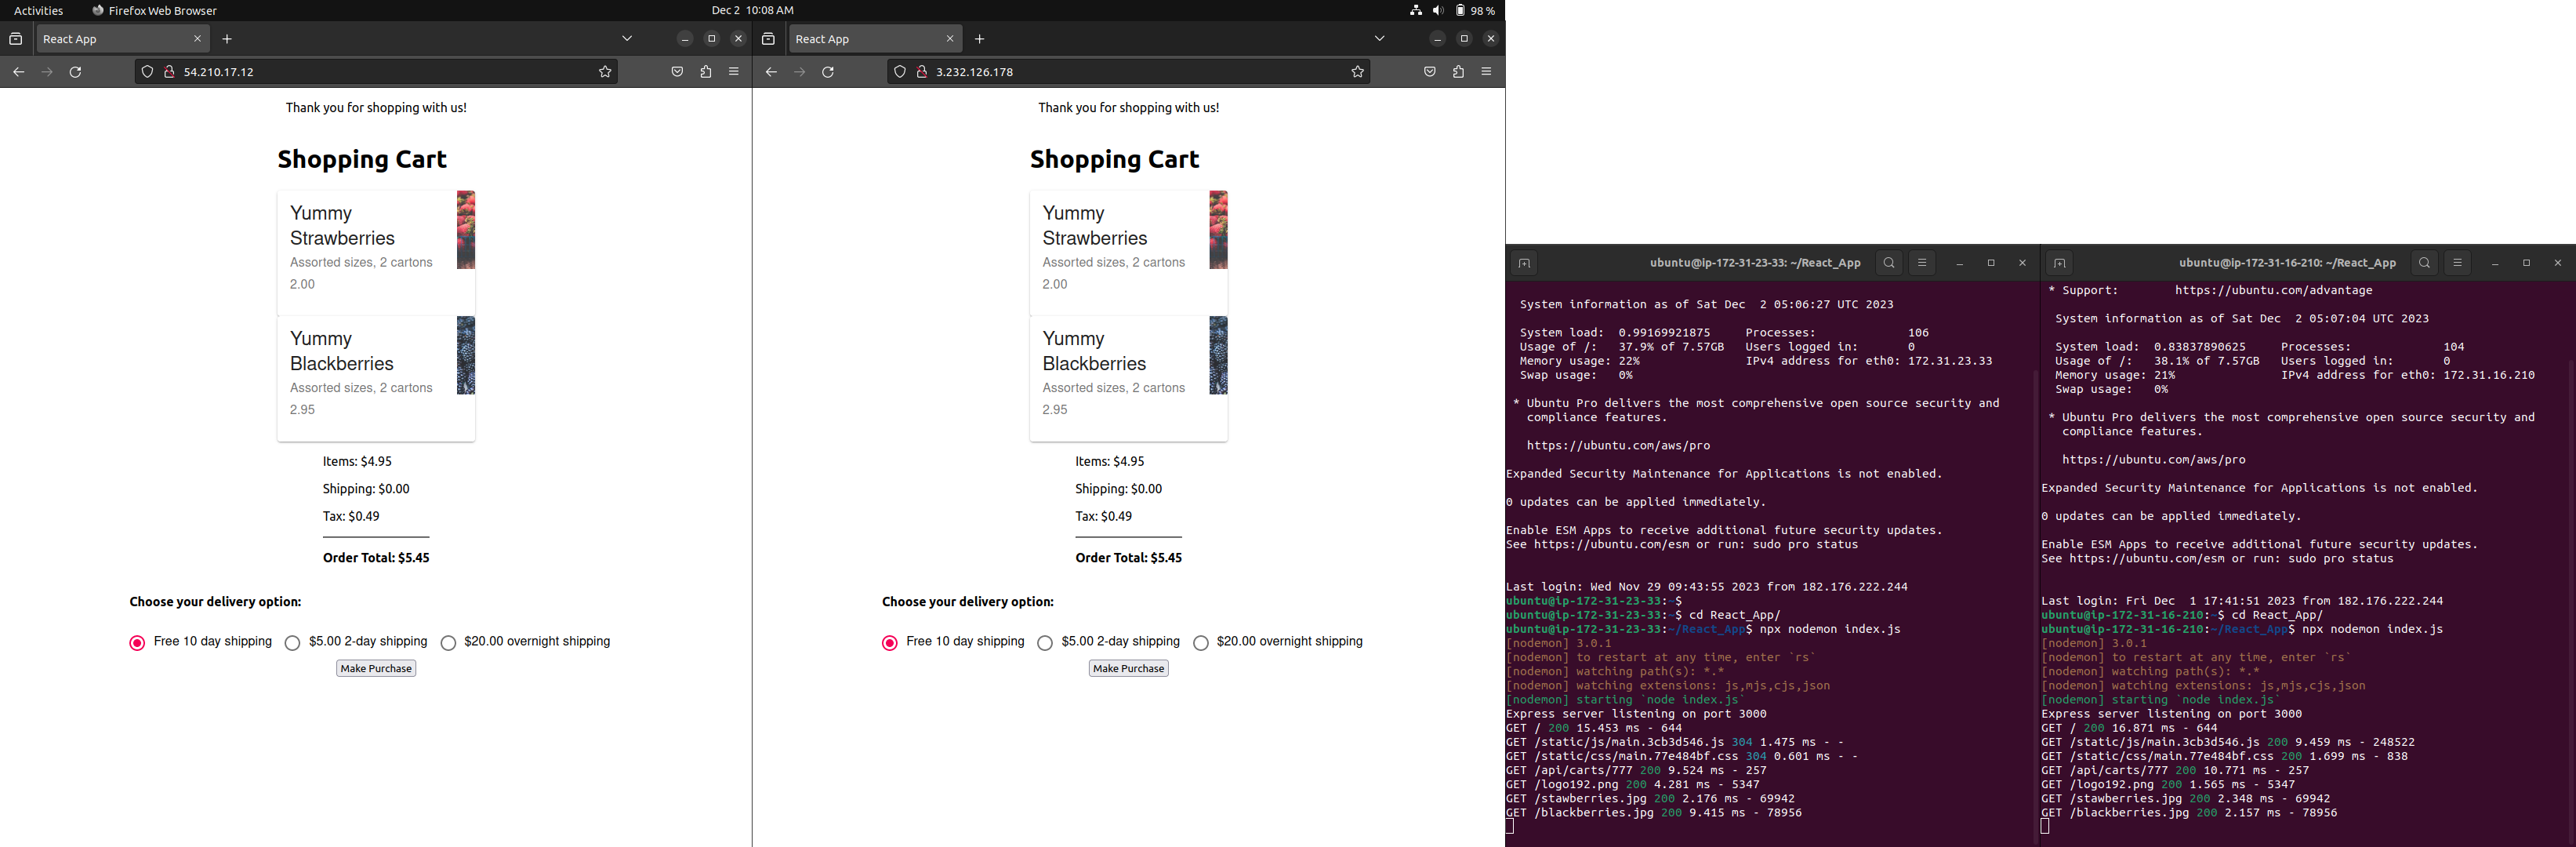 Activities Firefox Web Browser Dec 2 10:08 AM 98 %
React App
54.210.17.12
Thank you for shopping with us!
Shopping Cart
Yummy
Strawberries
Assorted sizes, 2 cartons
2.00
Yummy
Blackberries
Assorted sizes, 2 cartons
2.95
Items: $4.95
Shipping: $0.00
Tax: $0.49
Order Total: $5.45
Choose your delivery option:
Free 10 day shipping $5.00 2-day shipping $20.00 overnight shipping
Make Purchase
React App
3.232.126.178
Thank you for shopping with us!
Shopping Cart
Yummy
Strawberries
Assorted sizes, 2 cartons
2.00
Yummy
Blackberries
Assorted sizes, 2 cartons
2.95
Items: $4.95
Shipping: $0.00
Tax: $0.49
Order Total: $5.45
Choose your delivery option:
Free 10 day shipping $5.00 2-day shipping $20.00 overnight shipping
Make Purchase
ubuntu@ip-172-31-23-33: ~/React_App
System information as of Sat Dec  2 05:06:27 UTC 2023
System load:  0.99169921875     Processes:             106
Usage of /:   37.9% of 7.57GB   Users logged in:       0
Memory usage: 22%               IPv4 address for eth0: 172.31.23.33
Swap usage:   0%
* Ubuntu Pro delivers the most comprehensive open source security and
compliance features.
https://ubuntu.com/aws/pro
Expanded Security Maintenance for Applications is not enabled.
0 updates can be applied immediately.
Enable ESM Apps to receive additional future security updates.
See https://ubuntu.com/esm or run: sudo pro status
Last login: Wed Nov 29 09:43:55 2023 from 182.176.222.244
ubuntu@ip-172-31-23-33:~$
ubuntu@ip-172-31-23-33:~$ cd React_App/
ubuntu@ip-172-31-23-33:~/React_App$ npx nodemon index.js
[nodemon] 3.0.1
[nodemon] to restart at any time, enter `rs`
[nodemon] watching path(s): *.*
[nodemon] watching extensions: js,mjs,cjs,json
[nodemon] starting `node index.js`
Express server listening on port 3000
GET / 200 15.453 ms - 644
GET /static/js/main.3cb3d546.js 304 1.475 ms - -
GET /static/css/main.77e484bf.css 304 0.601 ms - -
GET /api/carts/777 200 9.524 ms - 257
GET /logo192.png 200 4.281 ms - 5347
GET /stawberries.jpg 200 2.176 ms - 69942
GET /blackberries.jpg 200 9.415 ms - 78956
ubuntu@ip-172-31-16-210: ~/React_App
* Support:        https://ubuntu.com/advantage
System information as of Sat Dec  2 05:07:04 UTC 2023
System load:  0.83837890625     Processes:             104
Usage of /:   38.1% of 7.57GB   Users logged in:       0
Memory usage: 21%               IPv4 address for eth0: 172.31.16.210
Swap usage:   0%
* Ubuntu Pro delivers the most comprehensive open source security and
compliance features.
https://ubuntu.com/aws/pro
Expanded Security Maintenance for Applications is not enabled.
0 updates can be applied immediately.
Enable ESM Apps to receive additional future security updates.
See https://ubuntu.com/esm or run: sudo pro status
Last login: Fri Dec  1 17:41:51 2023 from 182.176.222.244
ubuntu@ip-172-31-16-210:~$ cd React_App/
ubuntu@ip-172-31-16-210:~/React_App$ npx nodemon index.js
[nodemon] 3.0.1
[nodemon] to restart at any time, enter `rs`
[nodemon] watching path(s): *.*
[nodemon] watching extensions: js,mjs,cjs,json
[nodemon] starting `node index.js`
Express server listening on port 3000
GET / 200 16.871 ms - 644
GET /static/js/main.3cb3d546.js 200 9.459 ms - 248522
GET /static/css/main.77e484bf.css 200 1.699 ms - 838
GET /api/carts/777 200 10.771 ms - 257
GET /logo192.png 200 1.565 ms - 5347
GET /stawberries.jpg 200 2.348 ms - 69942
GET /blackberries.jpg 200 2.157 ms - 78956